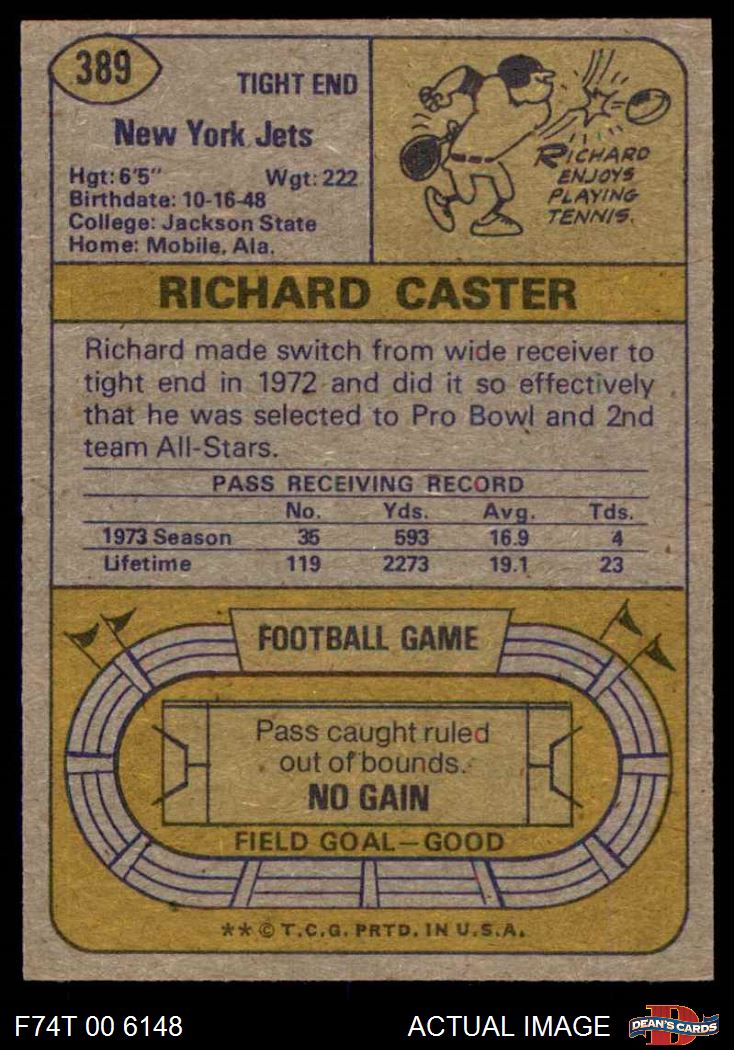 389
TIGHT END
New York Jets
Hgt: 6'5" Wgt: 222
Birthdate: 10-16-48
College: Jackson State
Home: Mobile, Ala.
RICHARD
ENJOYS
PLAYING
TENNIS.
RICHARD CASTER
Richard made switch from wide receiver to
tight end in 1972 and did it so effectively
that he was selected to Pro Bowl and 2nd
team All-Stars.
PASS RECEIVING RECORD
No. Yds. Avg. Tds.
1973 Season 35 593 16.9 4
Lifetime 119 2273 19.1 23
FOOTBALL GAME
Pass caught ruled
out of bounds.
NO GAIN
FIELD GOAL—GOOD
** © T.C.G. PRTD. IN U.S.A.
F74T 00 6148 ACTUAL IMAGE
D
DEAN'S CARDS